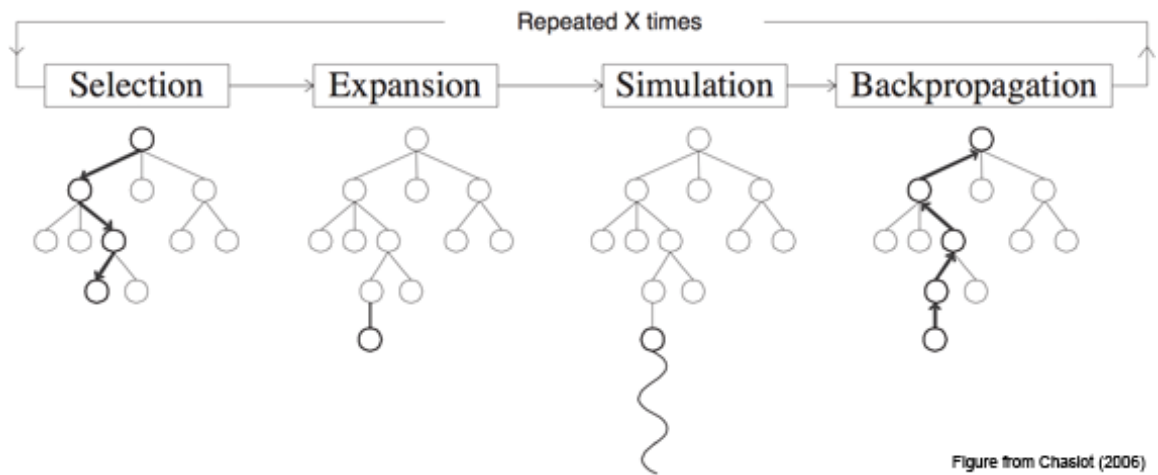 Repeated X times
Selection
Expansion
Simulation
Backpropagation
Figure from Chaslot (2006)